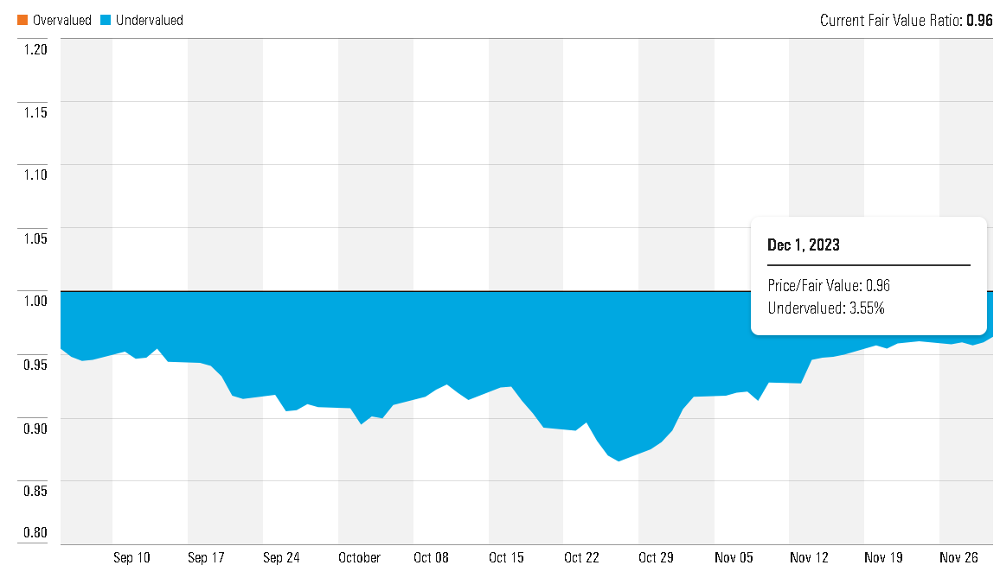 Overvalued Undervalued Current Fair Value Ratio: 0.96
1.20
1.15
1.10
1.05
Dec 1, 2023
Price/Fair Value: 0.96
1.00
Undervalued: 3.55%
0.95
0.90
0.85
0.80
Sep 10 Sep 17 Sep 24 October Oct 08 Oct 15 Oct 22 Oct 29 Nov 05 Nov 12 Nov 19 Nov 26